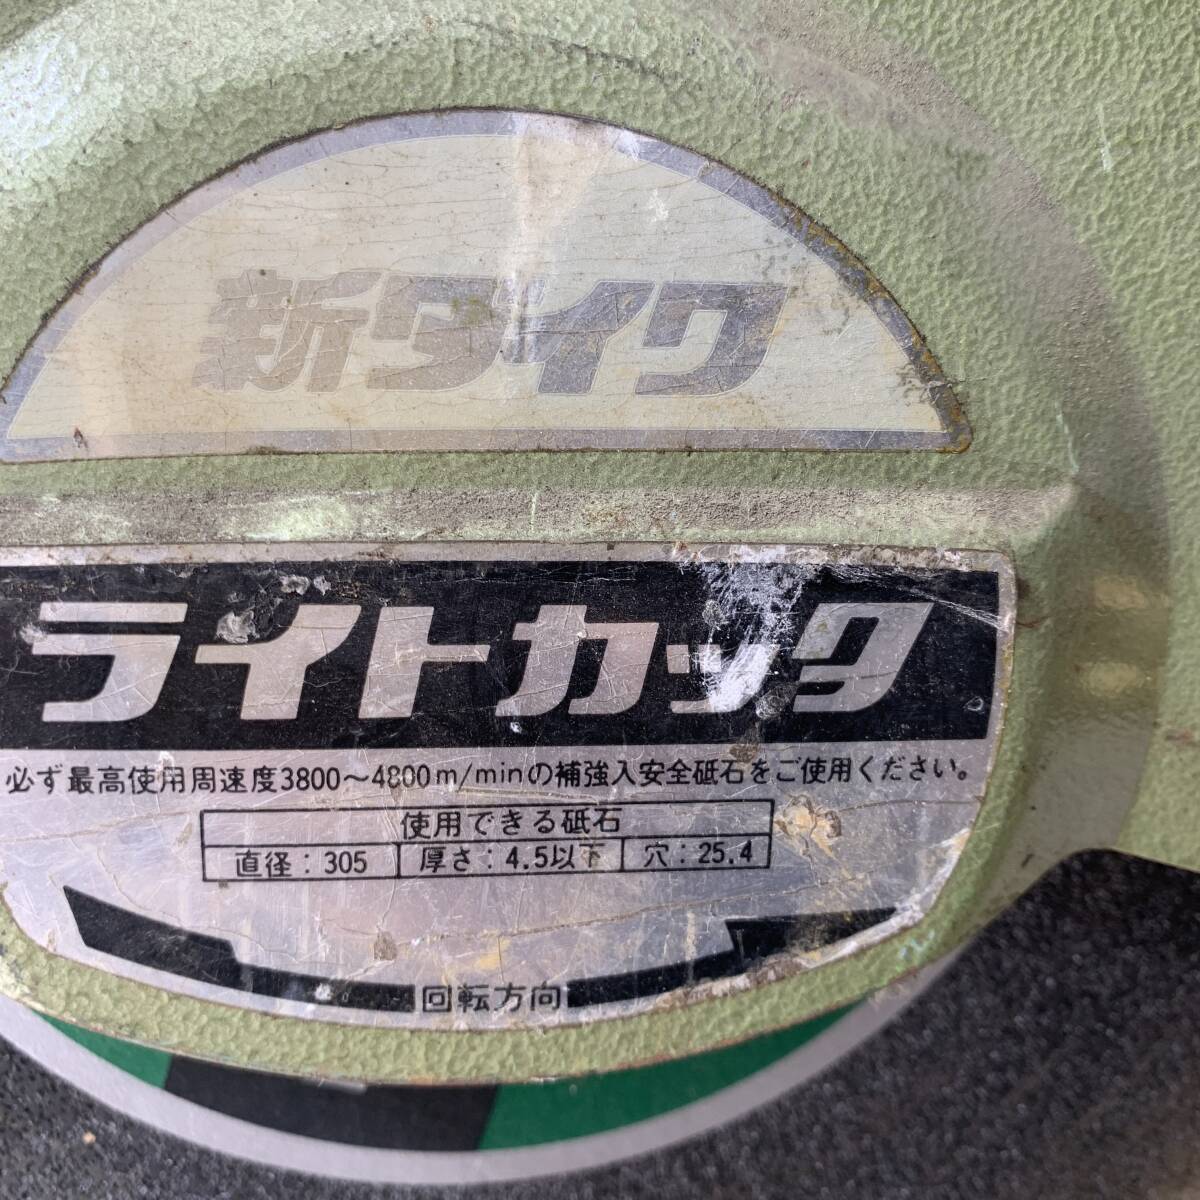 新ダイワ
ライトカッタ
必ず最高使用周速度3800～4800m/minの補強入安全砥石をご使用ください。
使用できる砥石
直径：305 厚さ：4.5以下 穴：25.4
回転方向